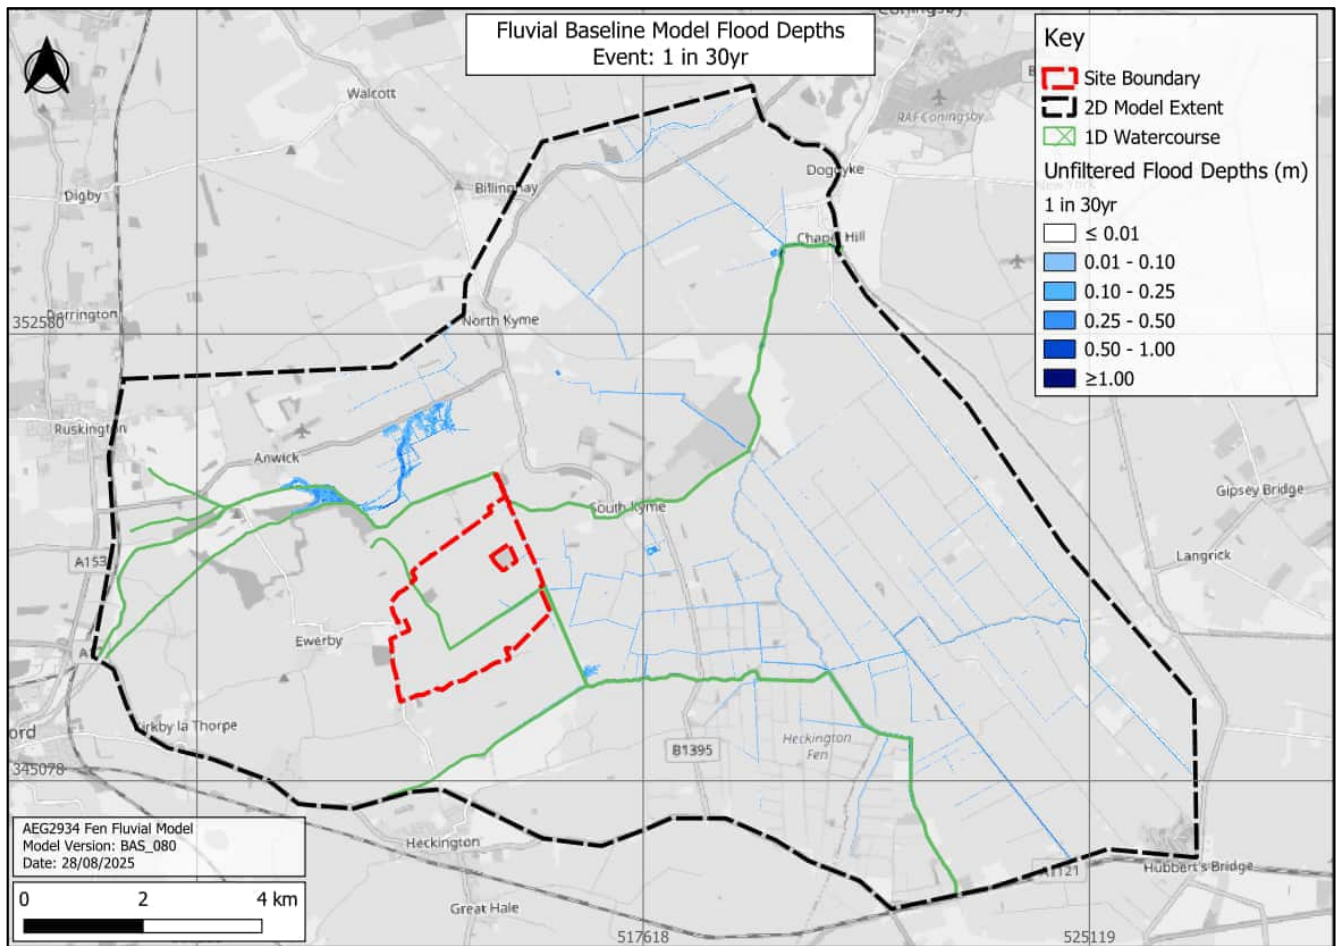 Fluvial Baseline Model Flood Depths
Event: 1 in 30yr
Key
Site Boundary
2D Model Extent
1D Watercourse
Unfiltered Flood Depths (m)
1 in 30yr
≤ 0.01
0.01 - 0.10
0.10 - 0.25
0.25 - 0.50
0.50 - 1.00
≥1.00
Walcott
RAF Coningsby
Digby
Billinghay
Dogdyke
Chapel Hill
352580
North Kyme
Ruskington
Anwick
South Kyme
Gipsey Bridge
Langrick
A153
Ewerby
Kirkby la Thorpe
ord
B1395
Heckington
Fen
345078
AEG2934 Fen Fluvial Model
Model Version: BAS_080
Date: 28/08/2025
Heckington
Hubbert's Bridge
A1121
0 2 4 km
Great Hale
517618
525119